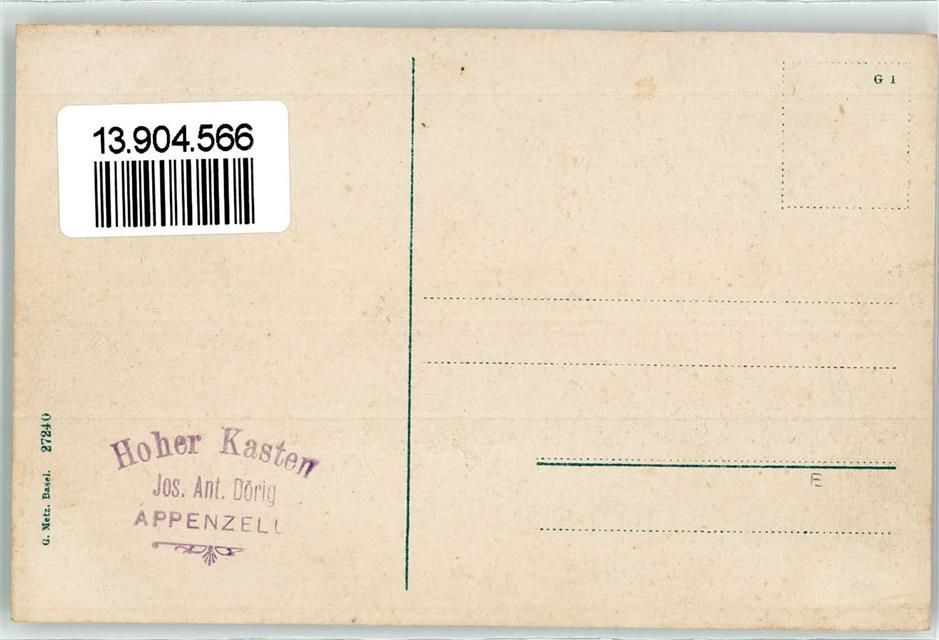 G 1
13.904.566
Hoher Kasten
Jos. Ant. Dörig
APPENZELL
G. Metz. Basel. 27240
E